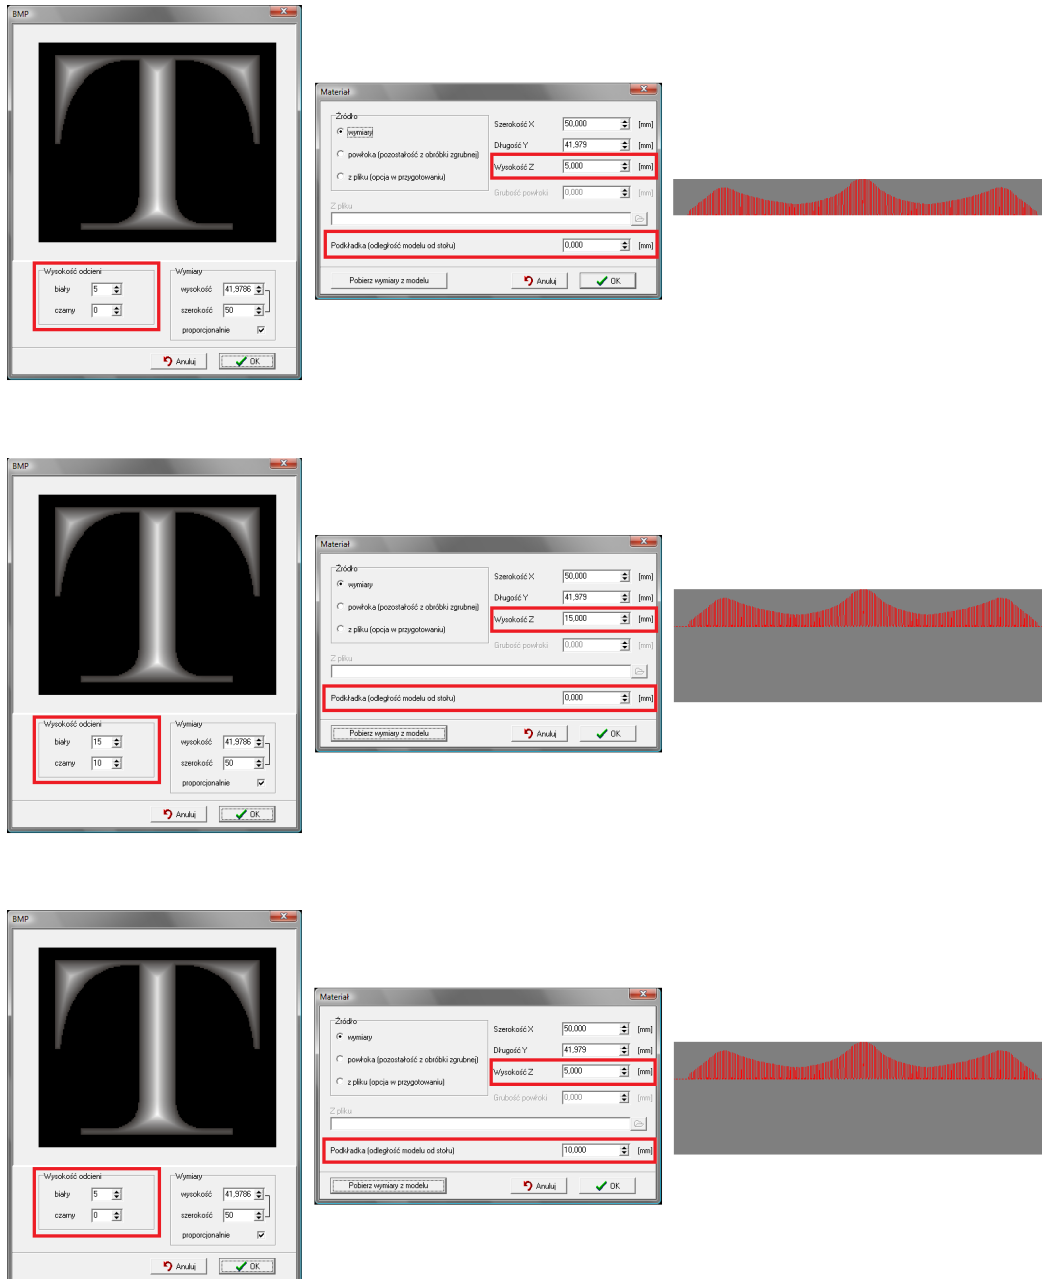 BMP
T
Wysokość odcieni
biały 5
czarny 0
Wymiary
wysokość 41,9786
szerokość 50
proporcjonalnie
Anuluj OK
Materiał
Źródło
wymiary
powłoka (pozostałość z obróbki zgrubnej)
z pliku (opcja w przygotowaniu)
Szerokość X 50,000 [mm]
Długość Y 41,979 [mm]
Wysokość Z 5,000 [mm]
Grubość powłoki 0,000 [mm]
Z pliku
Podkładka (odległość modelu od stołu) 0,000 [mm]
Pobierz wymiary z modelu Anuluj OK
BMP
T
Wysokość odcieni
biały 15
czarny 10
Wymiary
wysokość 41,9786
szerokość 50
proporcjonalnie
Anuluj OK
Materiał
Źródło
wymiary
powłoka (pozostałość z obróbki zgrubnej)
z pliku (opcja w przygotowaniu)
Szerokość X 50,000 [mm]
Długość Y 41,979 [mm]
Wysokość Z 15,000 [mm]
Grubość powłoki 0,000 [mm]
Z pliku
Podkładka (odległość modelu od stołu) 0,000 [mm]
Pobierz wymiary z modelu Anuluj OK
BMP
T
Wysokość odcieni
biały 5
czarny 0
Wymiary
wysokość 41,9786
szerokość 50
proporcjonalnie
Anuluj OK
Materiał
Źródło
wymiary
powłoka (pozostałość z obróbki zgrubnej)
z pliku (opcja w przygotowaniu)
Szerokość X 50,000 [mm]
Długość Y 41,979 [mm]
Wysokość Z 5,000 [mm]
Grubość powłoki 0,000 [mm]
Z pliku
Podkładka (odległość modelu od stołu) 10,000 [mm]
Pobierz wymiary z modelu Anuluj OK